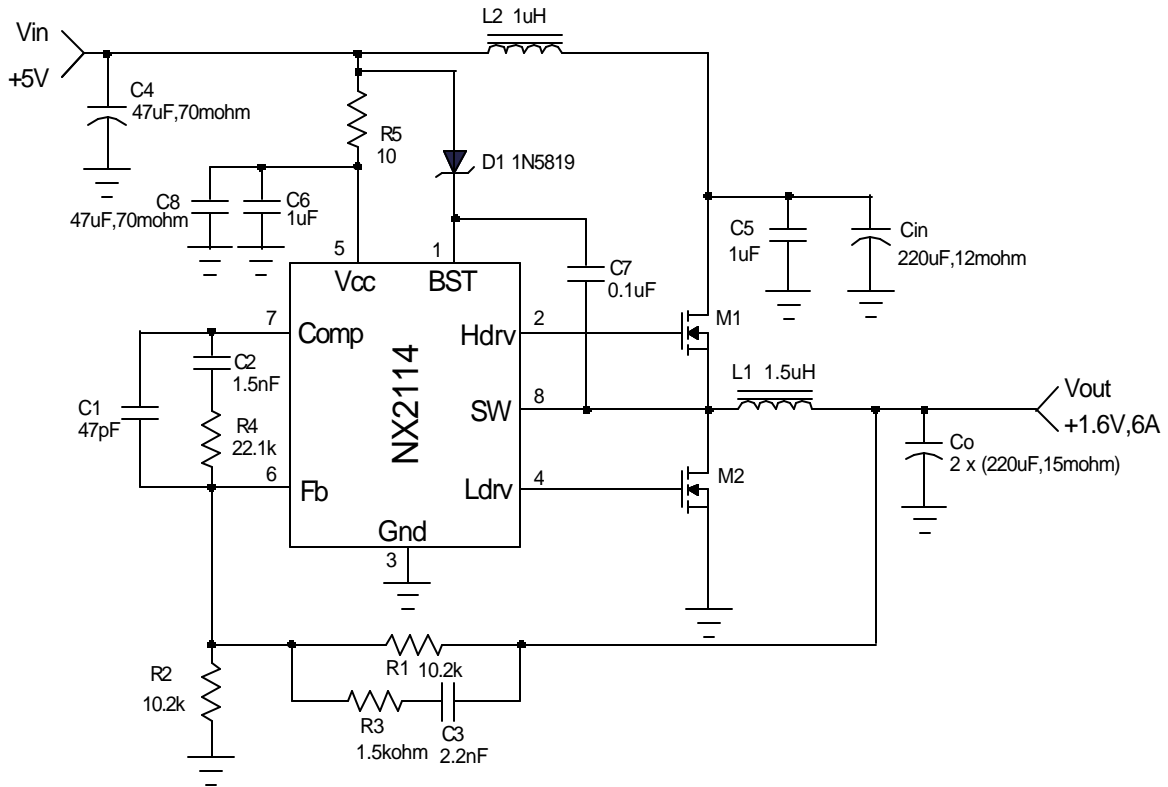 L2 1uH
Vin
+5V
C4
47uF,70mohm
R5
10
D1 1N5819
C8
47uF,70mohm
C6
1uF
C5
1uF
Cin
220uF,12mohm
C7
0.1uF
5
1
Vcc
BST
7
Comp
Hdrv
2
M1
C2
1.5nF
NX2114
L1 1.5uH
Vout
+1.6V,6A
C1
47pF
R4
22.1k
SW
8
Co
2 x (220uF,15mohm)
6
Fb
Ldrv
4
M2
Gnd
3
R2
10.2k
R1
10.2k
R3
1.5kohm
C3
2.2nF